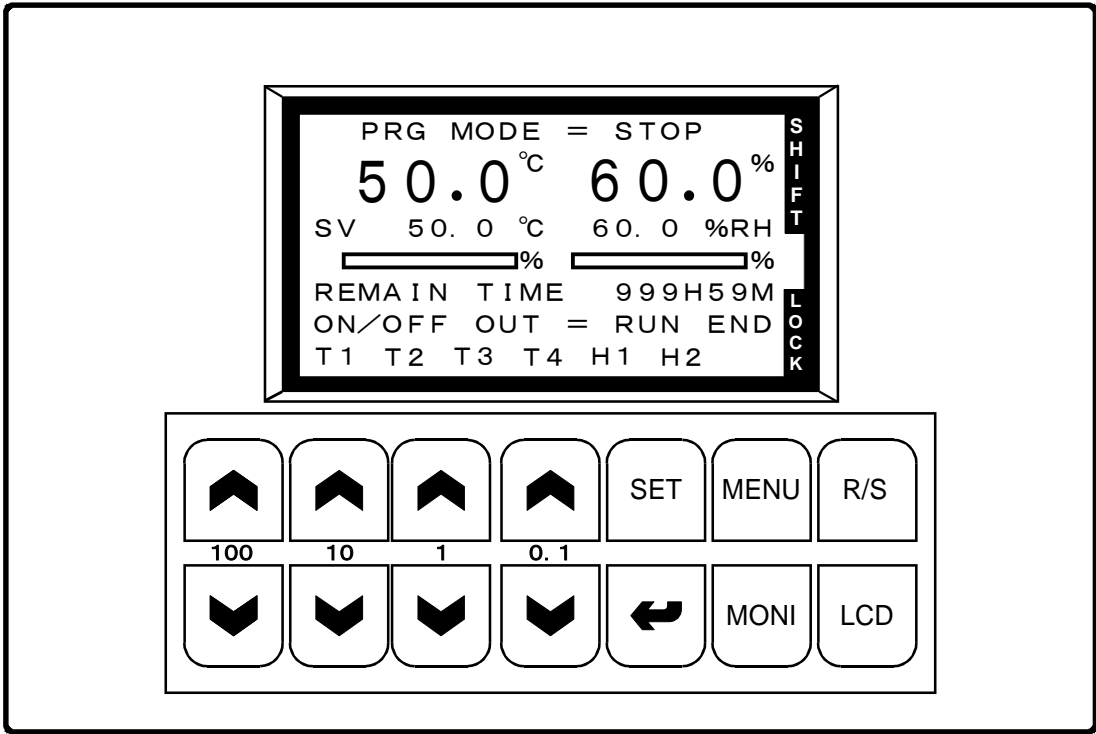 PRG MODE = STOP
50.0 ℃ 60.0 %
SV 50. 0 ℃ 60. 0 %RH
% %
REMAIN TIME 999H59M
ON/OFF OUT = RUN END
T1 T2 T3 T4 H1 H2
SHIFT
LOCK
SET MENU R/S
100 10 1 0. 1
MONI LCD